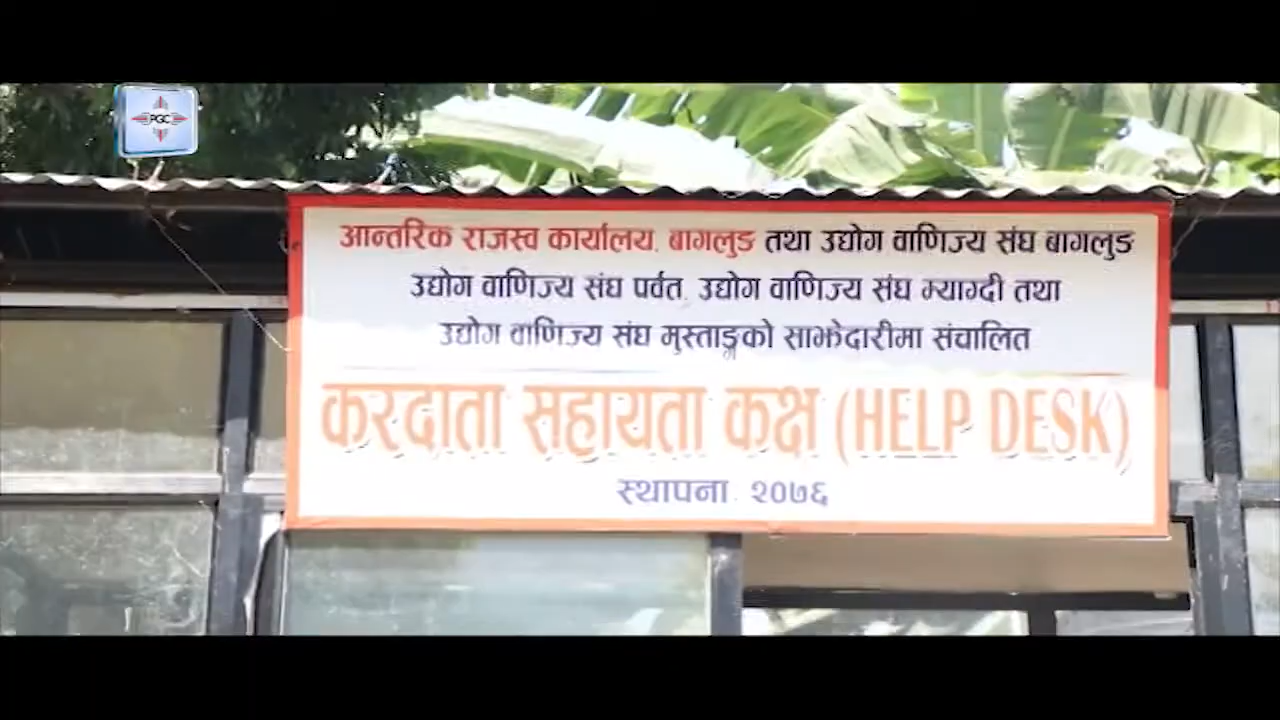 PGC
आन्तरिक राजस्व कार्यालय, बागलुङ तथा उद्योग वाणिज्य संघ बागलुङ
उद्योग वाणिज्य संघ पर्वत, उद्योग वाणिज्य संघ म्याग्दी तथा
उद्योग वाणिज्य संघ मुस्ताङ्गको साझेदारीमा संचालित
करदाता सहायता कक्ष (HELP DESK)
स्थापना: २०७६